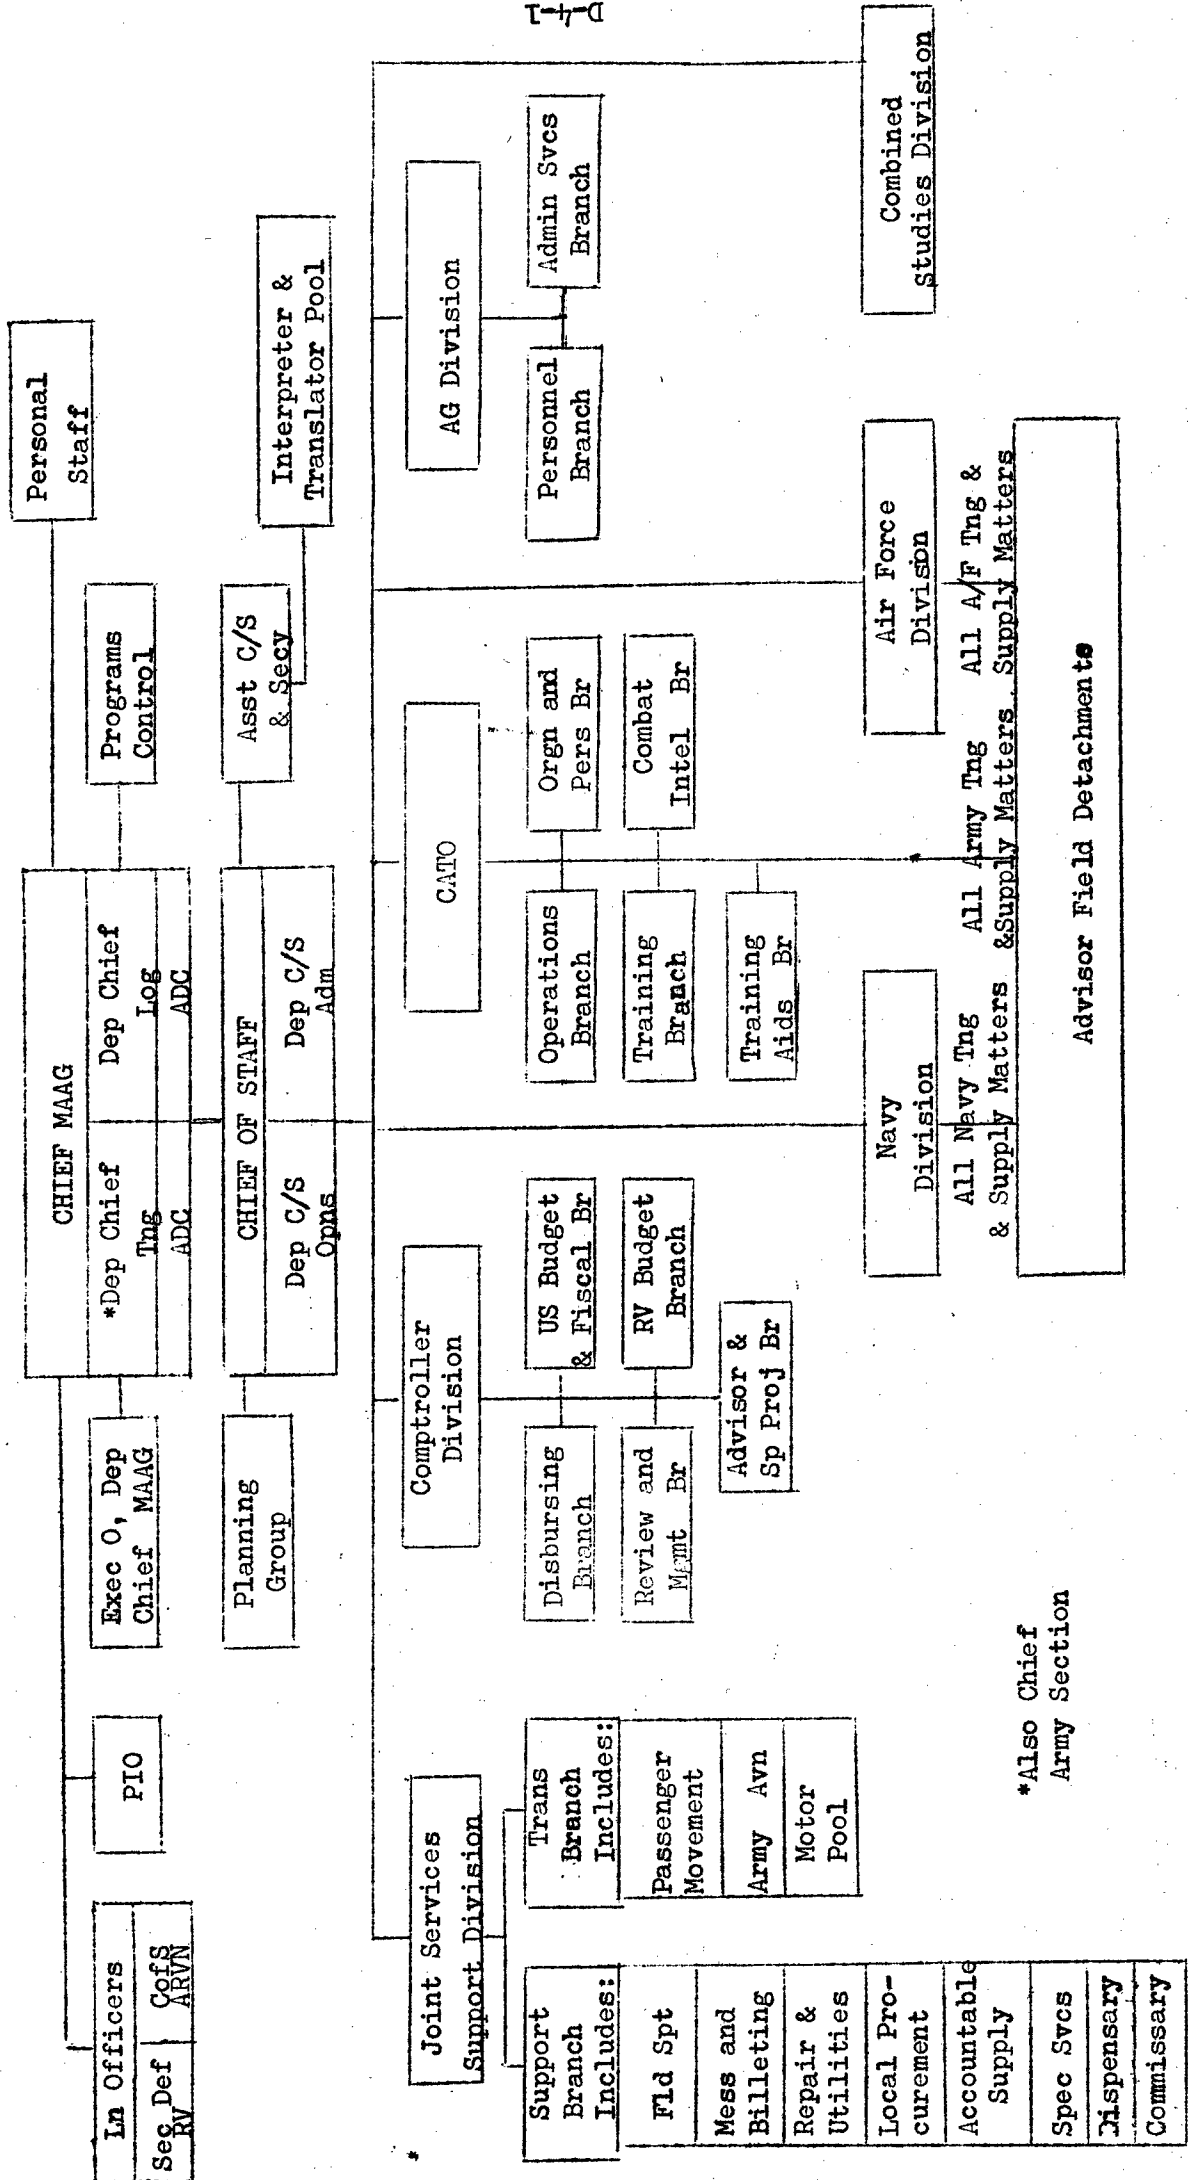 Ln Officers
Sec Def
RV
CofS
ARVN
PIO
Exec O, Dep
Chief MAAG
CHIEF MAAG
*Dep Chief
Tng
ADC
Dep Chief
Log
ADC
Programs
Control
Personal
Staff
Planning
Group
CHIEF OF STAFF
Dep C/S
Opns
Dep C/S
Adm
Asst C/S
& Secy
Interpreter &
Translator Pool
Joint Services
Support Division
Comptroller
Division
CATO
AG Division
Support
Branch
Includes:
Fld Spt
Mess and
Billeting
Repair &
Utilities
Local Pro-
curement
Accountable
Supply
Spec Svcs
Dispensary
Commissary
Trans
Branch
Includes:
Passenger
Movement
Army Avn
Motor
Pool
Disbursing
Branch
US Budget
& Fiscal Br
Review and
Mgmt Br
RV Budget
Branch
Advisor &
Sp Proj Br
Operations
Branch
Orgn and
Pers Br
Training
Branch
Combat
Intel Br
Training
Aids Br
Personnel
Branch
Admin Svcs
Branch
Navy
Division
Air Force
Division
Combined
Studies Division
All Navy Tng
& Supply Matters
All Army Tng
&Supply Matters
All A/F Tng &
Supply Matters
Advisor Field Detachments
*Also Chief
Army Section
D-4-1